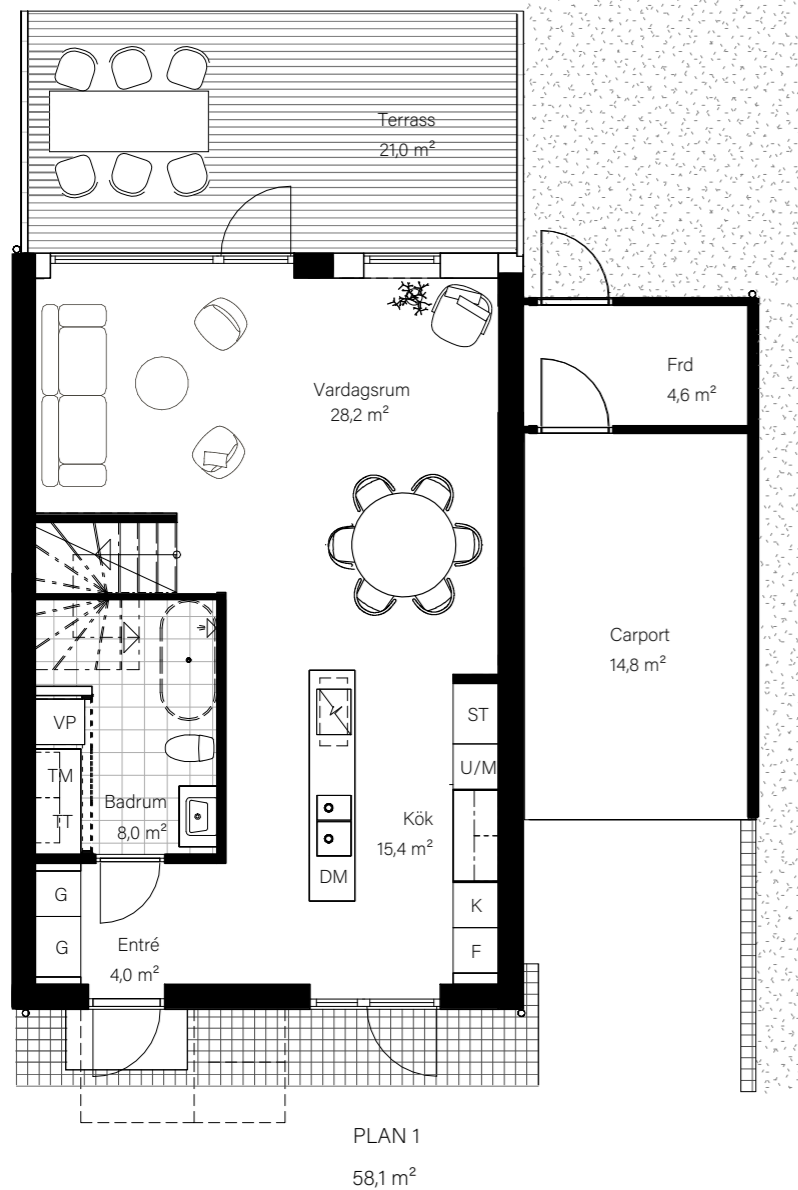 Terrass
21,0 m²
Vardagsrum
28,2 m²
Frd
4,6 m²
Carport
14,8 m²
VP
TM
TT
Badrum
8,0 m²
ST
U/M
Kök
15,4 m²
DM
K
F
G
G
Entré
4,0 m²
PLAN 1
58,1 m²